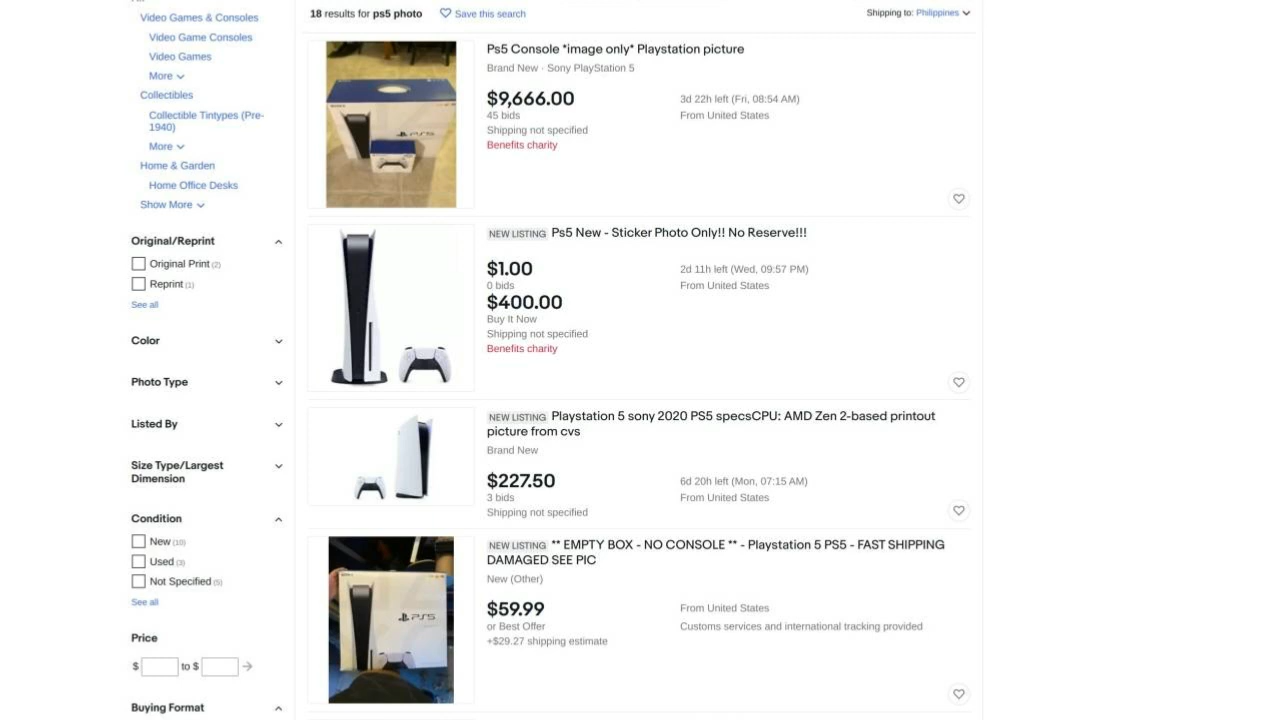 Video Games & Consoles
Video Game Consoles
Video Games
More
Collectibles
Collectible Tintypes (Pre-
1940)
More
Home & Garden
Home Office Desks
Show More
Original/Reprint
Original Print (2)
Reprint (1)
See all
Color
Photo Type
Listed By
Size Type/Largest
Dimension
Condition
New (10)
Used (3)
Not Specified (5)
See all
Price
$ to $
Buying Format
18 results for ps5 photo
Save this search
Shipping to: Philippines
Ps5 Console *image only* Playstation picture
Brand New · Sony PlayStation 5
$9,666.00
45 bids
Shipping not specified
Benefits charity
3d 22h left (Fri, 08:54 AM)
From United States
PS5
NEW LISTING Ps5 New - Sticker Photo Only!! No Reserve!!!
$1.00
0 bids
$400.00
Buy It Now
Shipping not specified
Benefits charity
2d 11h left (Wed, 09:57 PM)
From United States
NEW LISTING Playstation 5 sony 2020 PS5 specsCPU: AMD Zen 2-based printout
picture from cvs
Brand New
$227.50
3 bids
Shipping not specified
6d 20h left (Mon, 07:15 AM)
From United States
NEW LISTING ** EMPTY BOX - NO CONSOLE ** - Playstation 5 PS5 - FAST SHIPPING
DAMAGED SEE PIC
New (Other)
$59.99
or Best Offer
+$29.27 shipping estimate
From United States
Customs services and international tracking provided
PS5